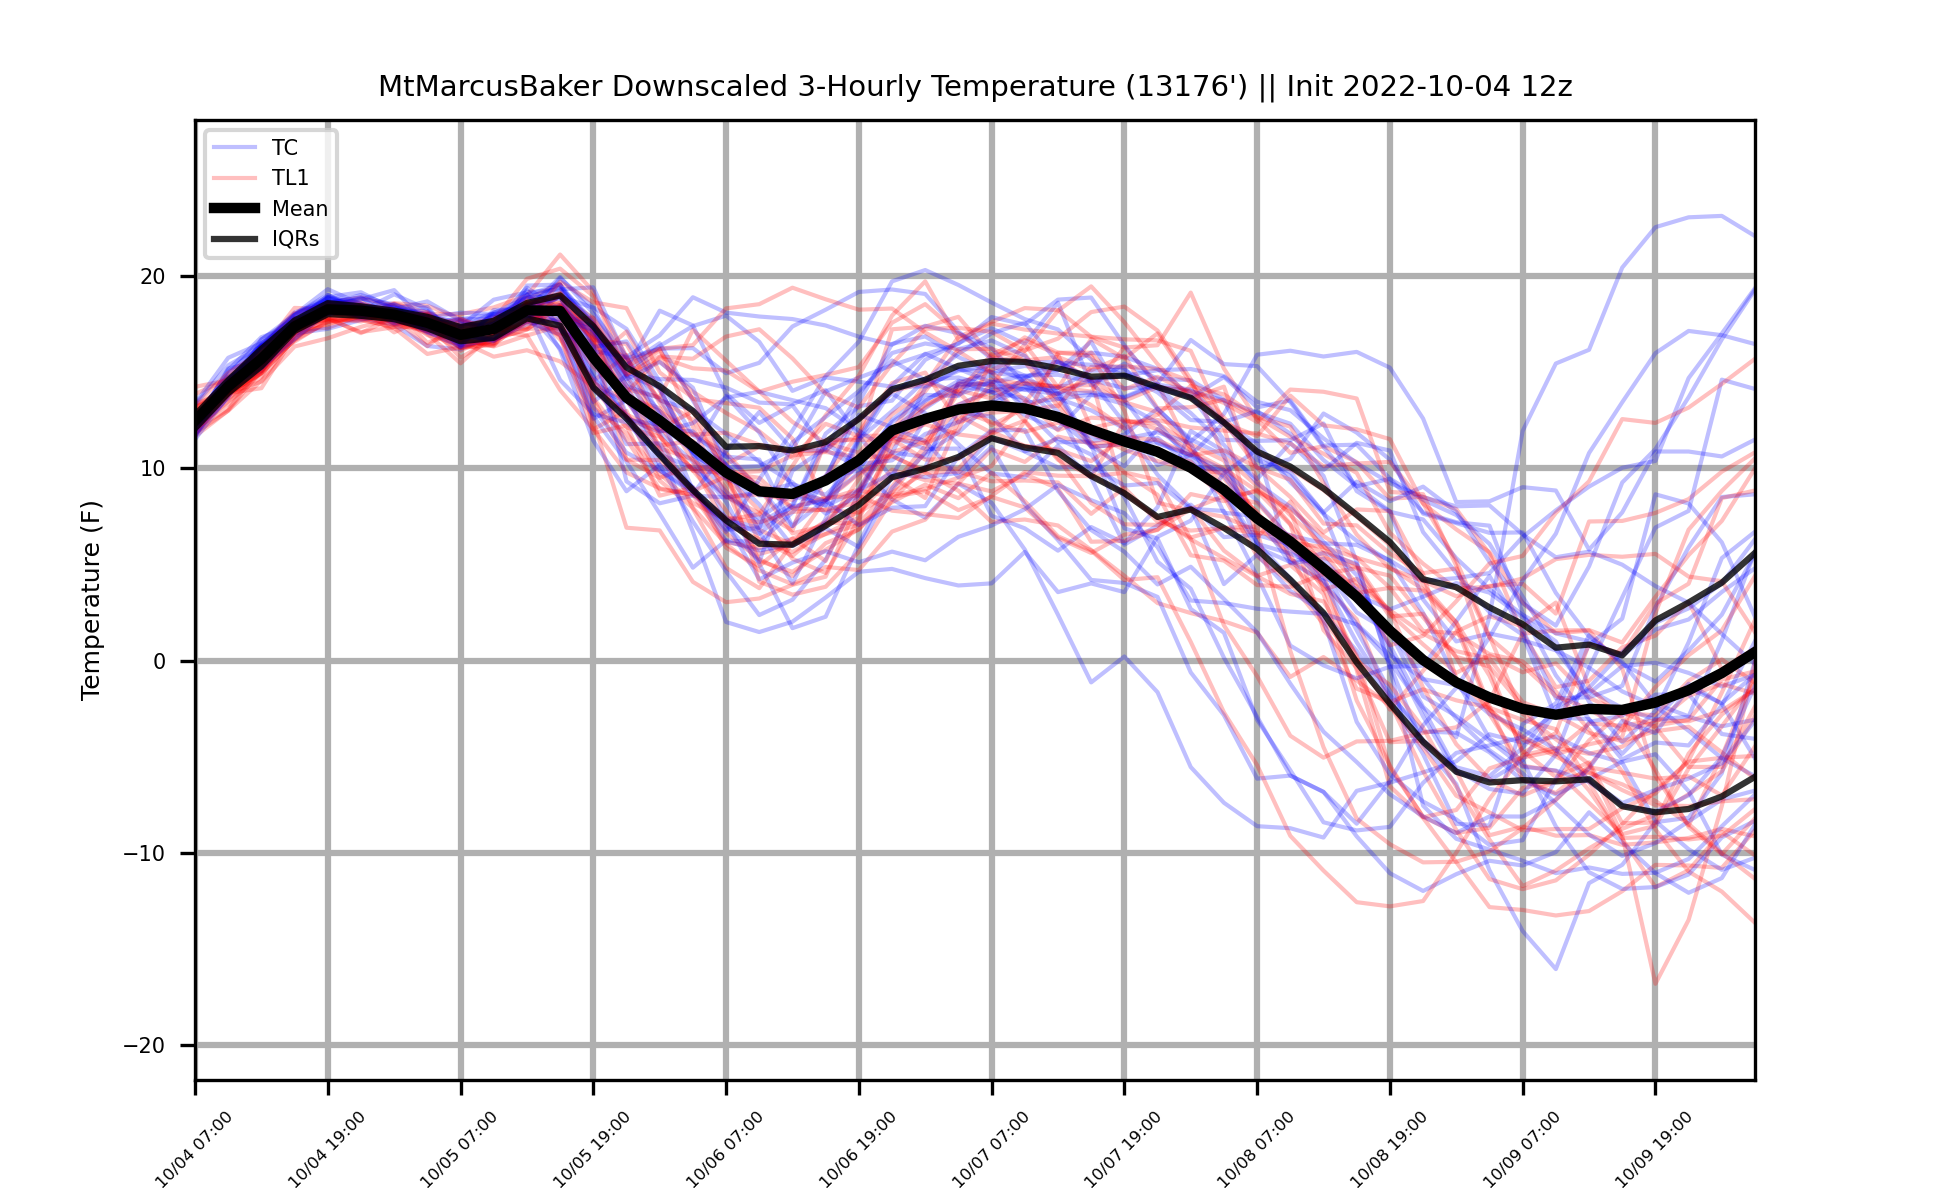 MtMarcusBaker Downscaled 3-Hourly Temperature (13176') || Init 2022-10-04 12z
TC
TL1
Mean
IQRs
20
10
0
−10
−20
Temperature (F)
10/04 07:00
10/04 19:00
10/05 07:00
10/05 19:00
10/06 07:00
10/06 19:00
10/07 07:00
10/07 19:00
10/08 07:00
10/08 19:00
10/09 07:00
10/09 19:00